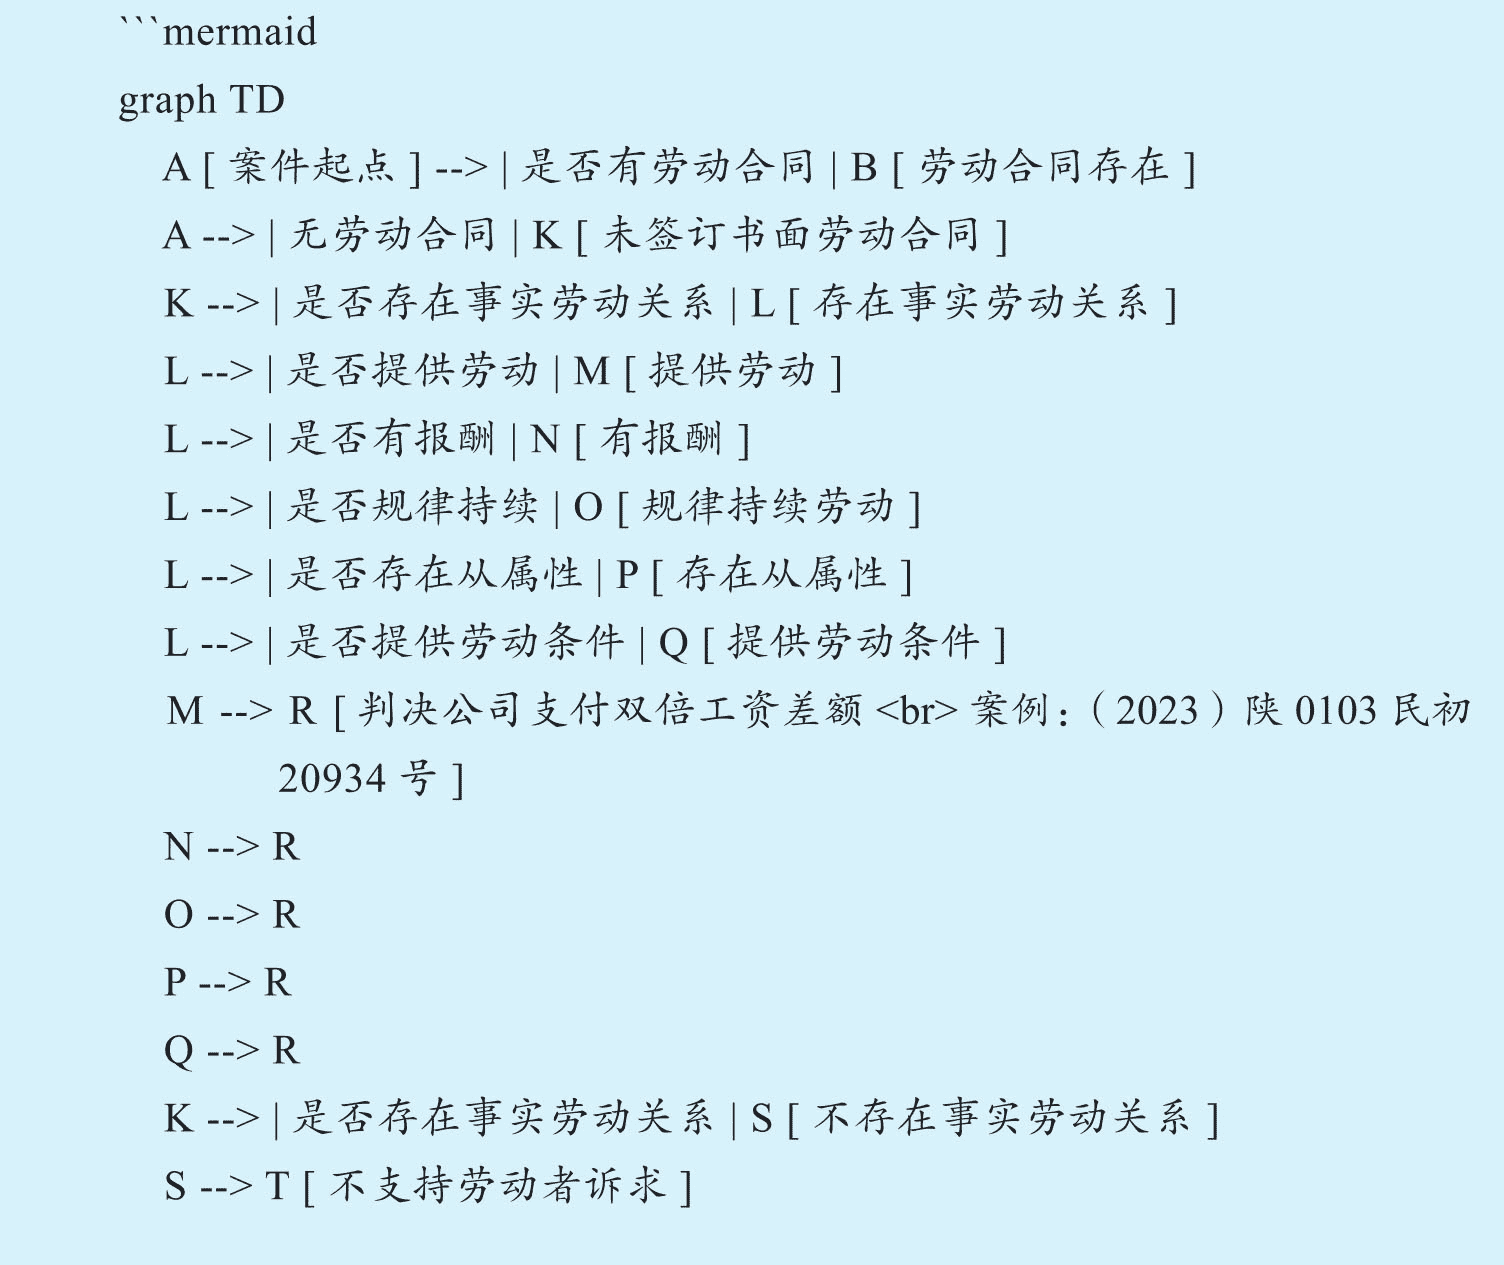 ```mermaid
graph TD
A [ 案件起点 ] --> | 是否有劳动合同 | B [ 劳动合同存在 ]
A --> | 无劳动合同 | K [ 未签订书面劳动合同 ]
K --> | 是否存在事实劳动关系 | L [ 存在事实劳动关系 ]
L --> | 是否提供劳动 | M [ 提供劳动 ]
L --> | 是否有报酬 | N [ 有报酬 ]
L --> | 是否规律持续 | O [ 规律持续劳动 ]
L --> | 是否存在从属性 | P [ 存在从属性 ]
L --> | 是否提供劳动条件 | Q [ 提供劳动条件 ]
M --> R [ 判决公司支付双倍工资差额 <br> 案例：（2023）陕 0103 民初
20934 号 ]
N --> R
O --> R
P --> R
Q --> R
K --> | 是否存在事实劳动关系 | S [ 不存在事实劳动关系 ]
S --> T [ 不支持劳动者诉求 ]